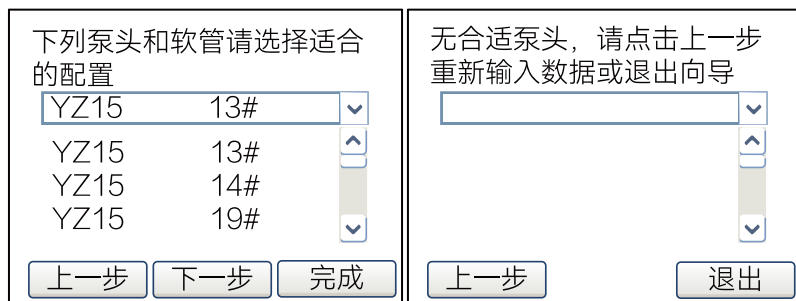 下列泵头和软管请选择适合
的配置
YZ15 13#
YZ15 13#
YZ15 14#
YZ15 19#
上一步 下一步 完成
无合适泵头，请点击上一步
重新输入数据或退出向导
上一步 退出